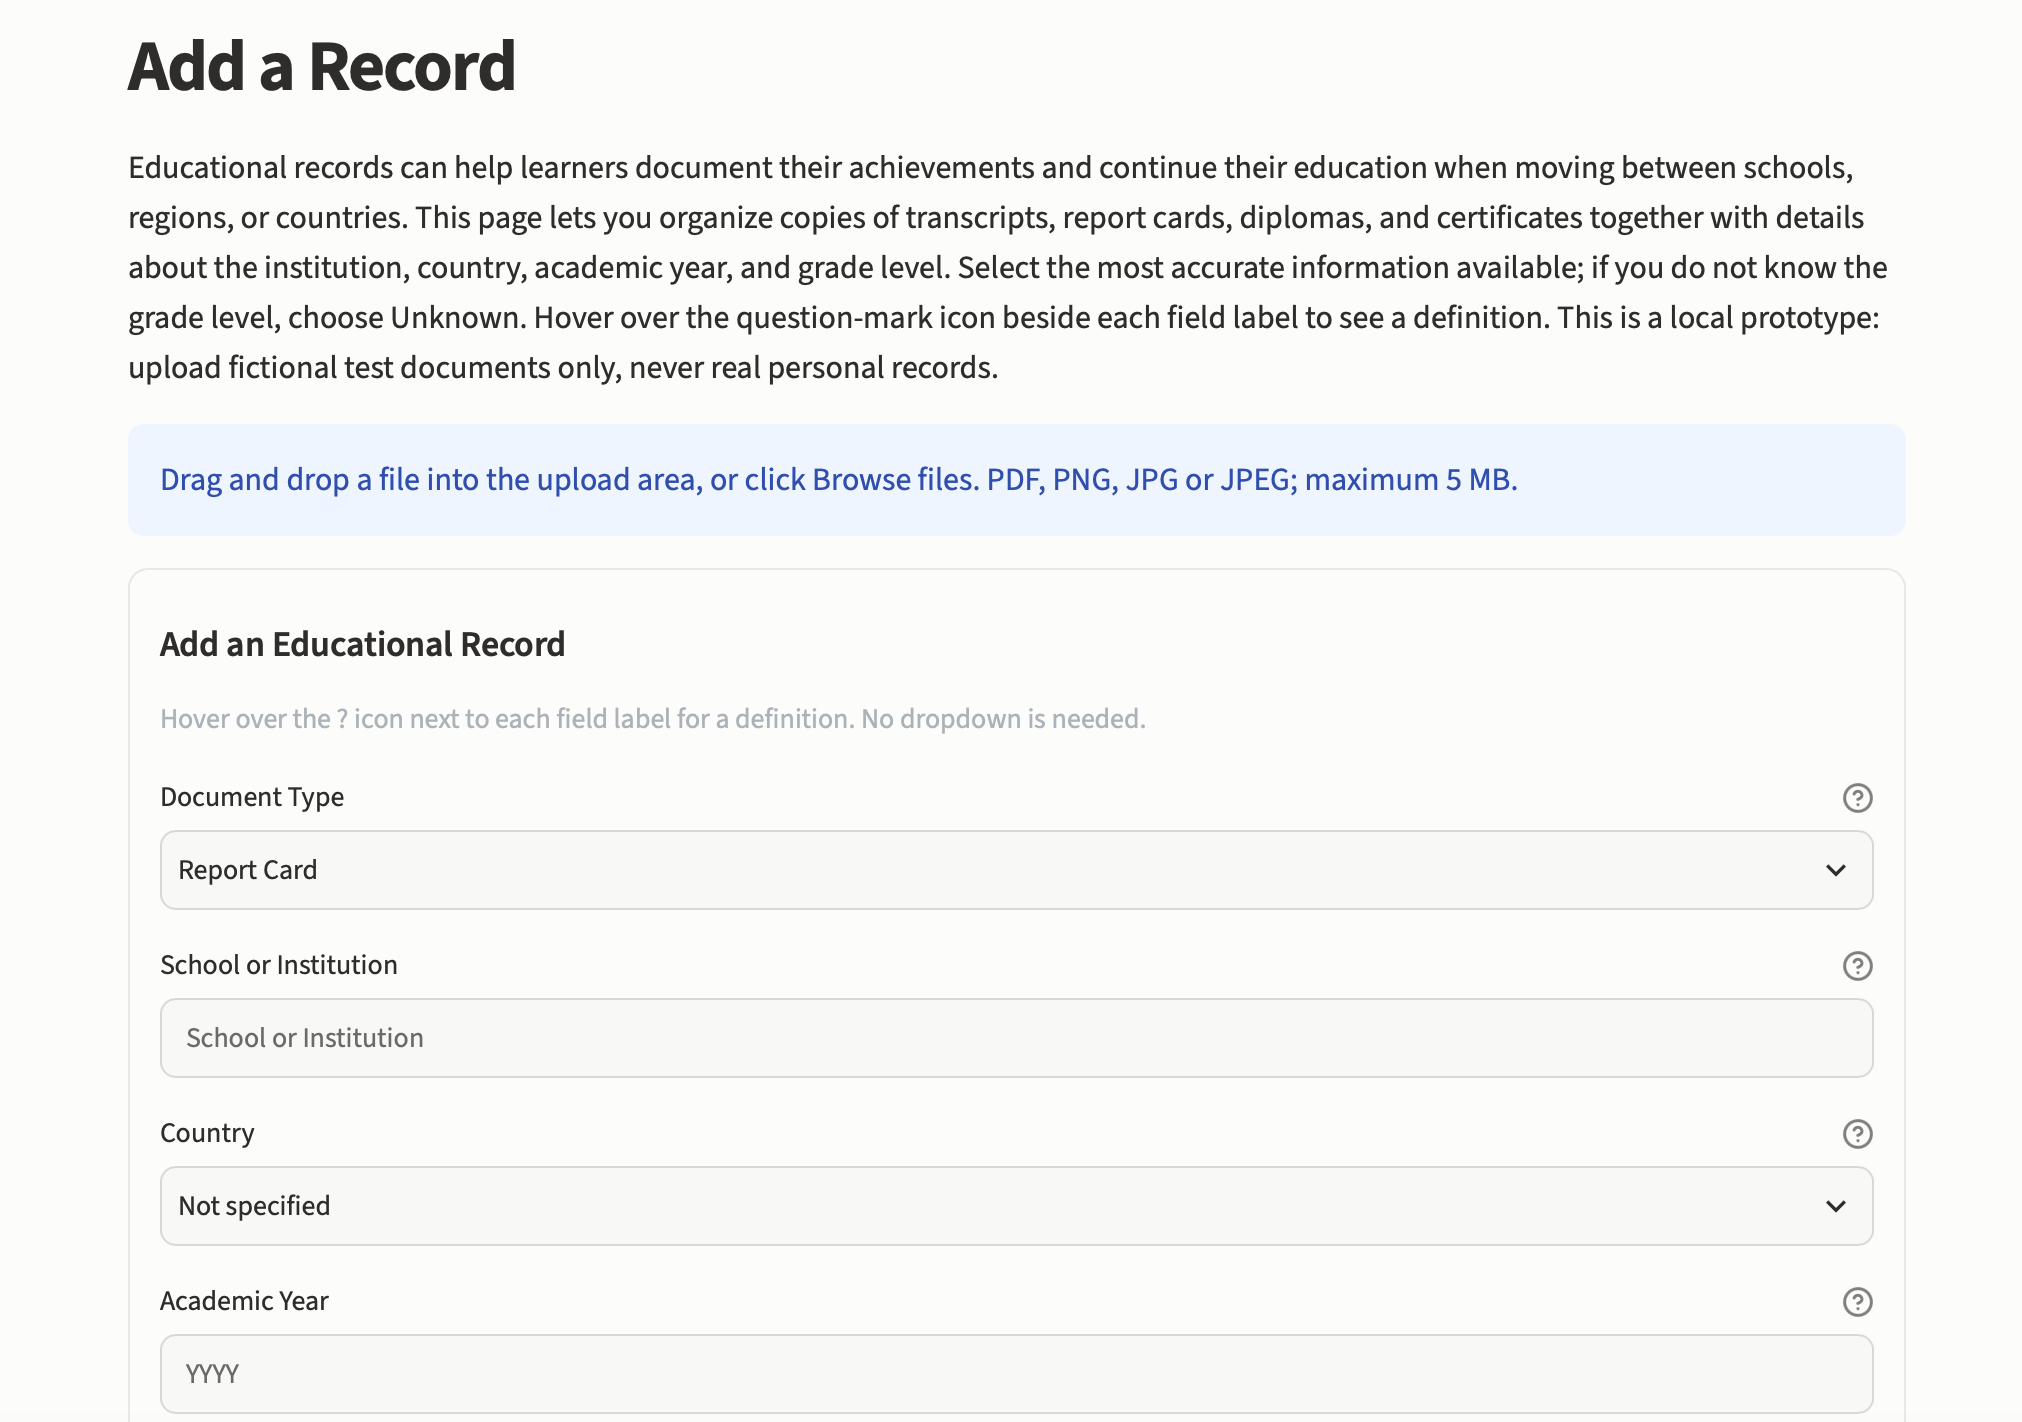 Add a Record
Educational records can help learners document their achievements and continue their education when moving between schools,
regions, or countries. This page lets you organize copies of transcripts, report cards, diplomas, and certificates together with details
about the institution, country, academic year, and grade level. Select the most accurate information available; if you do not know the
grade level, choose Unknown. Hover over the question-mark icon beside each field label to see a definition. This is a local prototype:
upload fictional test documents only, never real personal records.
Drag and drop a file into the upload area, or click Browse files. PDF, PNG, JPG or JPEG; maximum 5 MB.
Add an Educational Record
Hover over the ? icon next to each field label for a definition. No dropdown is needed.
Document Type
Report Card
School or Institution
School or Institution
Country
Not specified
Academic Year
YYYY